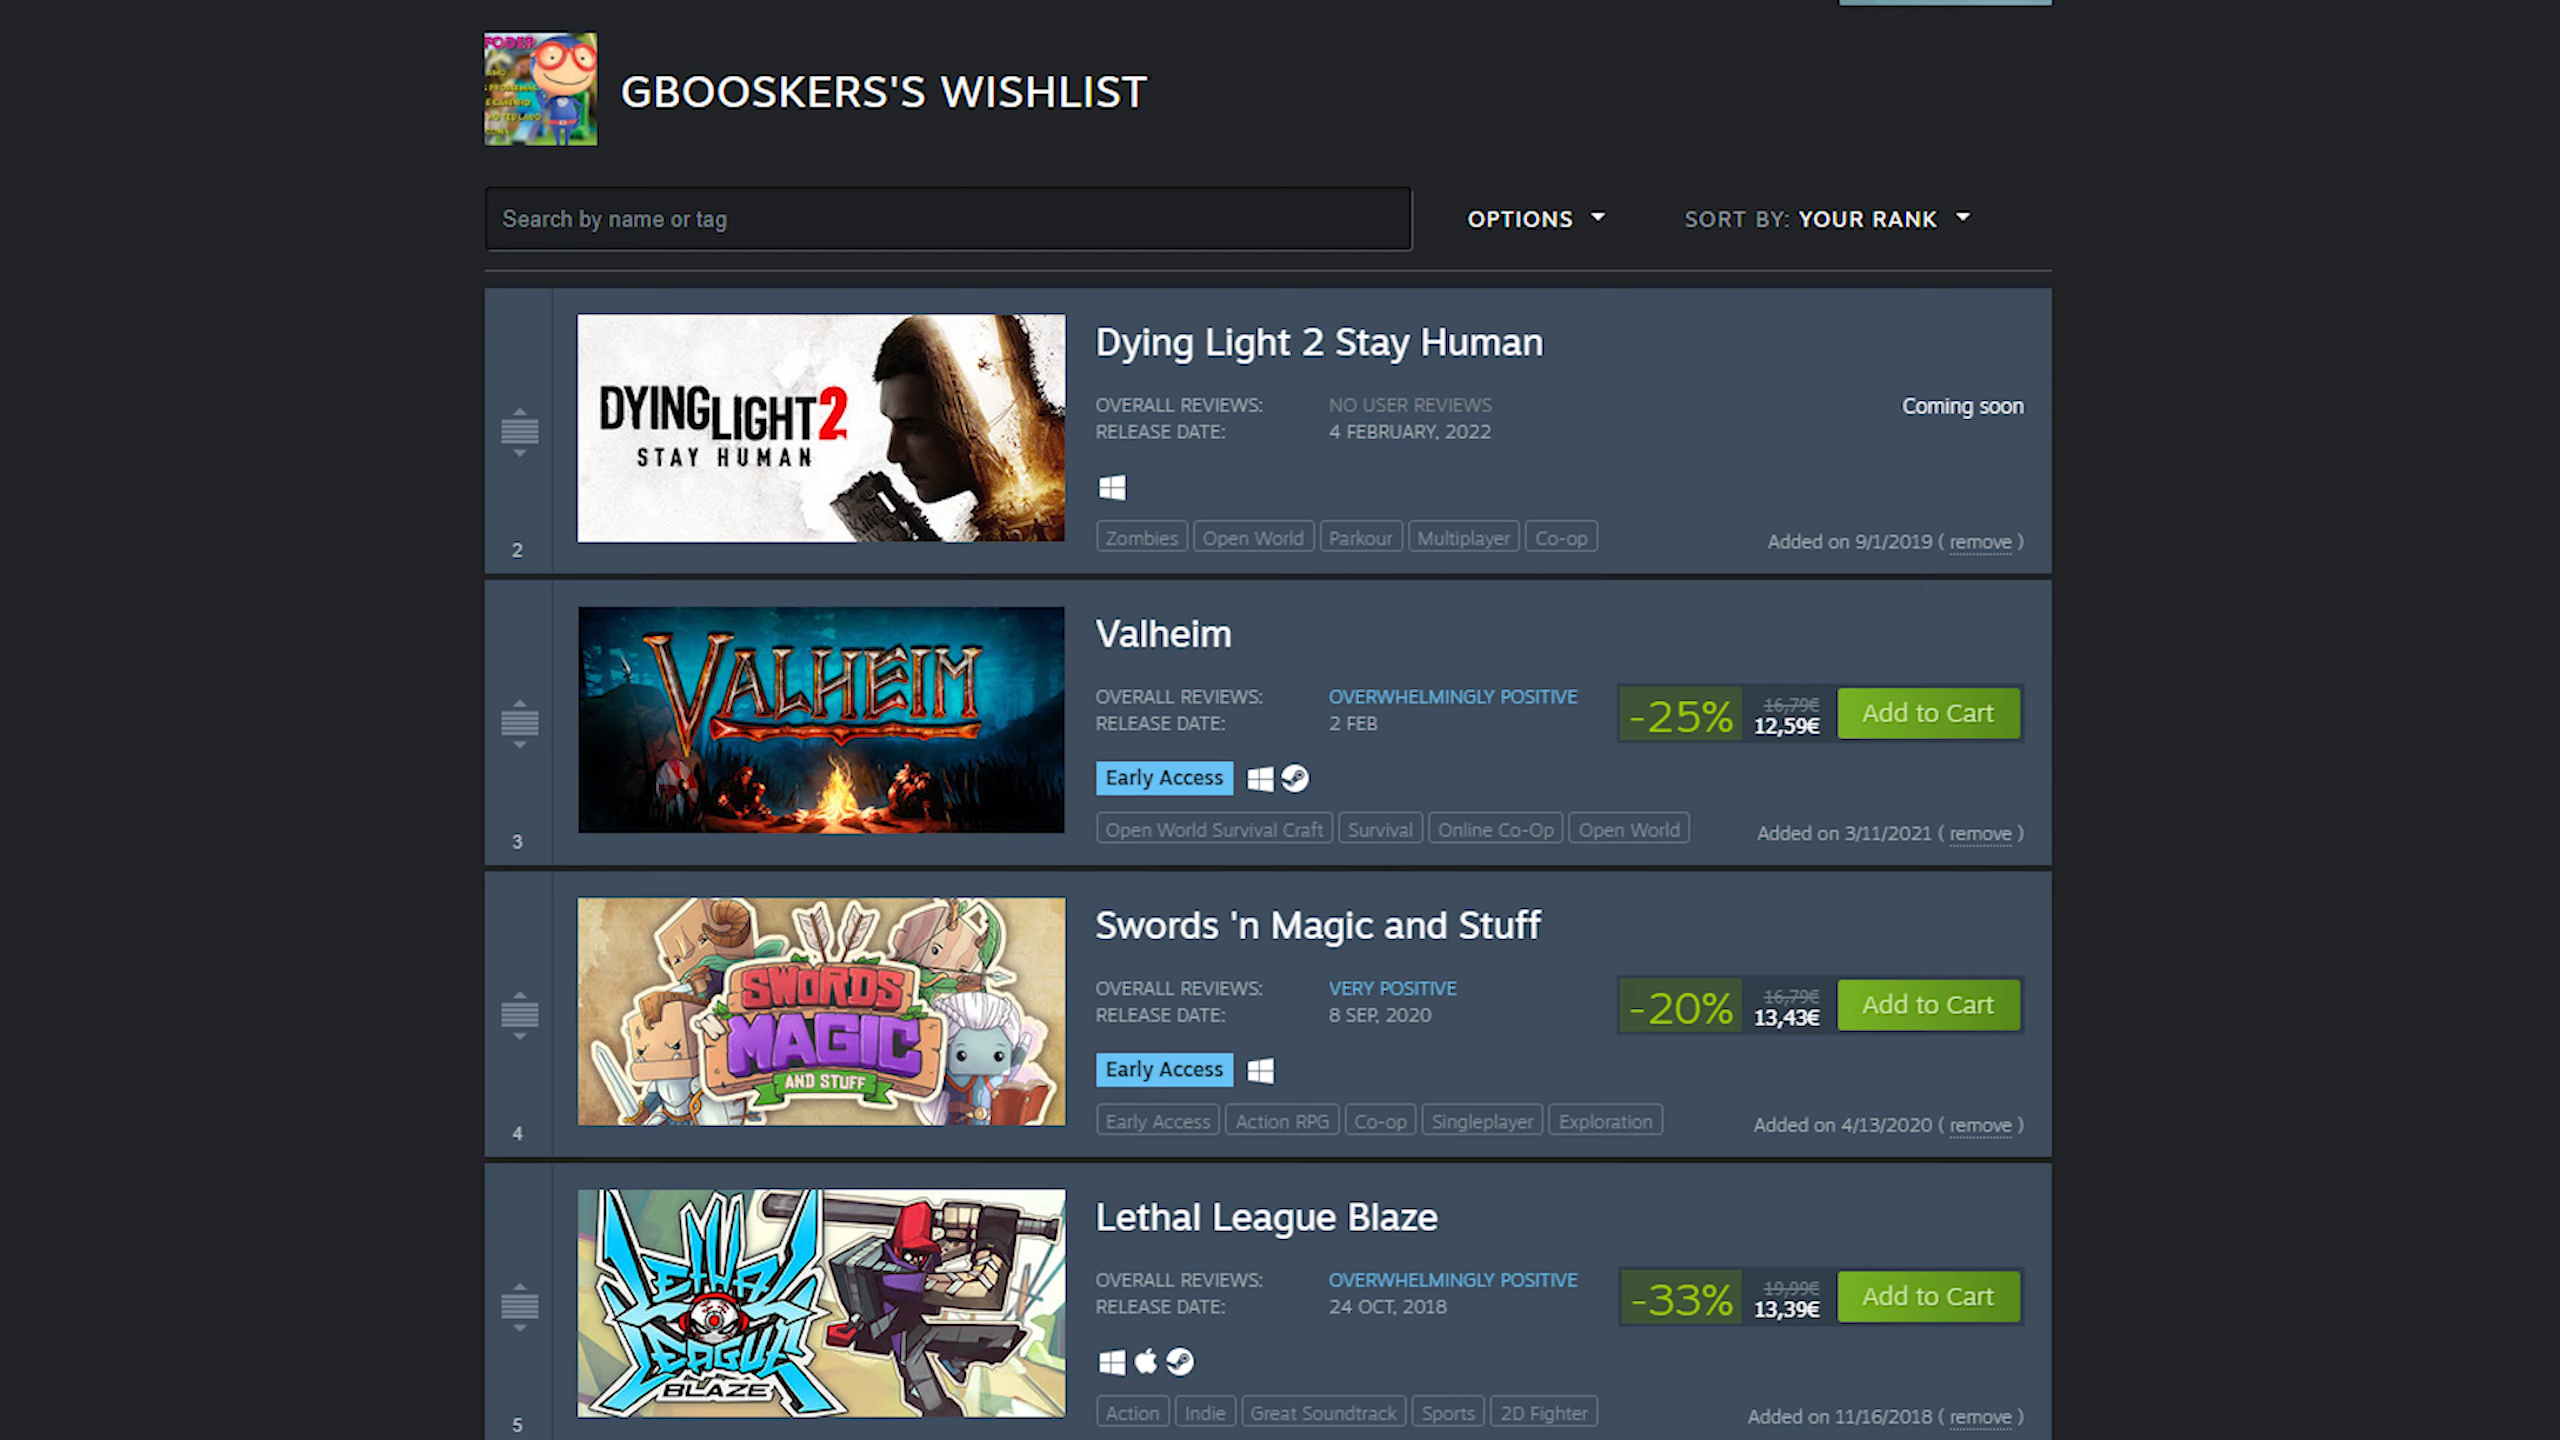 FODER
GBOOSKERS'S WISHLIST
Search by name or tag
OPTIONS
SORT BY: YOUR RANK
DYING LIGHT 2
STAY HUMAN
Dying Light 2 Stay Human
OVERALL REVIEWS: NO USER REVIEWS
RELEASE DATE: 4 FEBRUARY, 2022
Coming soon
Zombies Open World Parkour Multiplayer Co-op
Added on 9/1/2019 ( remove )
2
VALHEIM
Valheim
OVERALL REVIEWS: OVERWHELMINGLY POSITIVE
RELEASE DATE: 2 FEB
-25% 16,79€ 12,59€ Add to Cart
Early Access
Open World Survival Craft Survival Online Co-Op Open World
Added on 3/11/2021 ( remove )
3
SWORDS
MAGIC
AND STUFF
Swords 'n Magic and Stuff
OVERALL REVIEWS: VERY POSITIVE
RELEASE DATE: 8 SEP, 2020
-20% 16,79€ 13,43€ Add to Cart
Early Access
Early Access Action RPG Co-op Singleplayer Exploration
Added on 4/13/2020 ( remove )
4
LETHAL
LEAGUE
BLAZE
Lethal League Blaze
OVERALL REVIEWS: OVERWHELMINGLY POSITIVE
RELEASE DATE: 24 OCT, 2018
-33% 19,99€ 13,39€ Add to Cart
Action Indie Great Soundtrack Sports 2D Fighter
Added on 11/16/2018 ( remove )
5